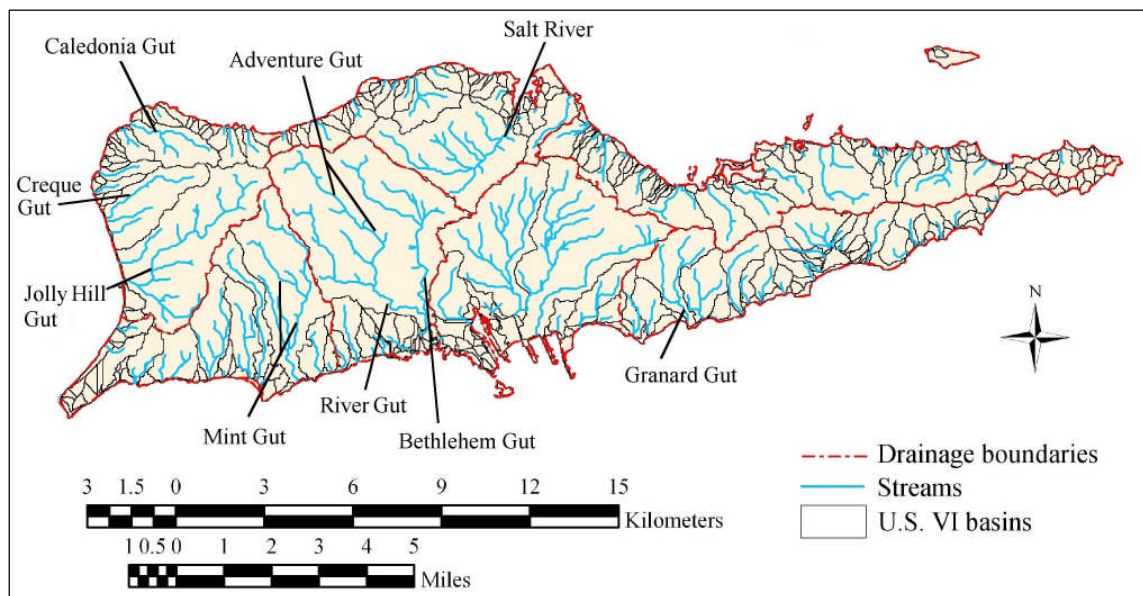 Salt River
Caledonia Gut
Adventure Gut
Creque
Gut
Jolly Hill
Gut
N
Granard Gut
River Gut
Mint Gut
Bethlehem Gut
Drainage boundaries
Streams
U.S. VI basins
3 1.5 0 3 6 9 12 15
Kilometers
1 0.5 0 1 2 3 4 5
Miles